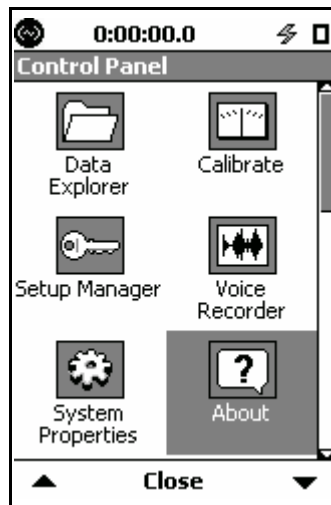 0:00:00.0
Control Panel
Data
Explorer
Calibrate
Setup Manager
Voice
Recorder
System
Properties
?
About
Close